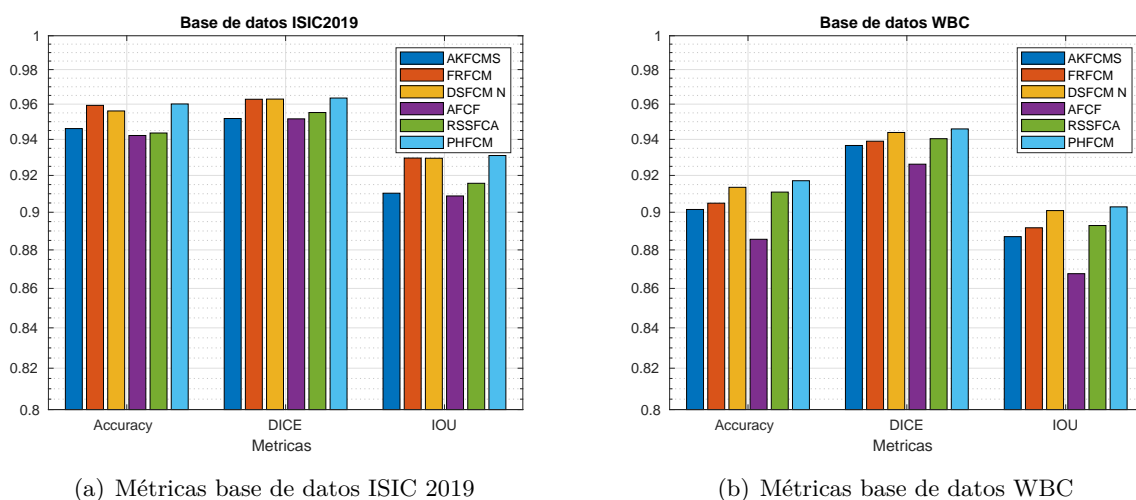 Base de datos ISIC2019
1
0.98
0.96
0.94
0.92
0.9
0.88
0.86
0.84
0.82
0.8
AKFCMS
FRFCM
DSFCM N
AFCF
RSSFCA
PHFCM
Accuracy
DICE
IOU
Metricas
(a) Métricas base de datos ISIC 2019
Base de datos WBC
1
0.98
0.96
0.94
0.92
0.9
0.88
0.86
0.84
0.82
0.8
AKFCMS
FRFCM
DSFCM N
AFCF
RSSFCA
PHFCM
Accuracy
DICE
IOU
Metricas
(b) Métricas base de datos WBC